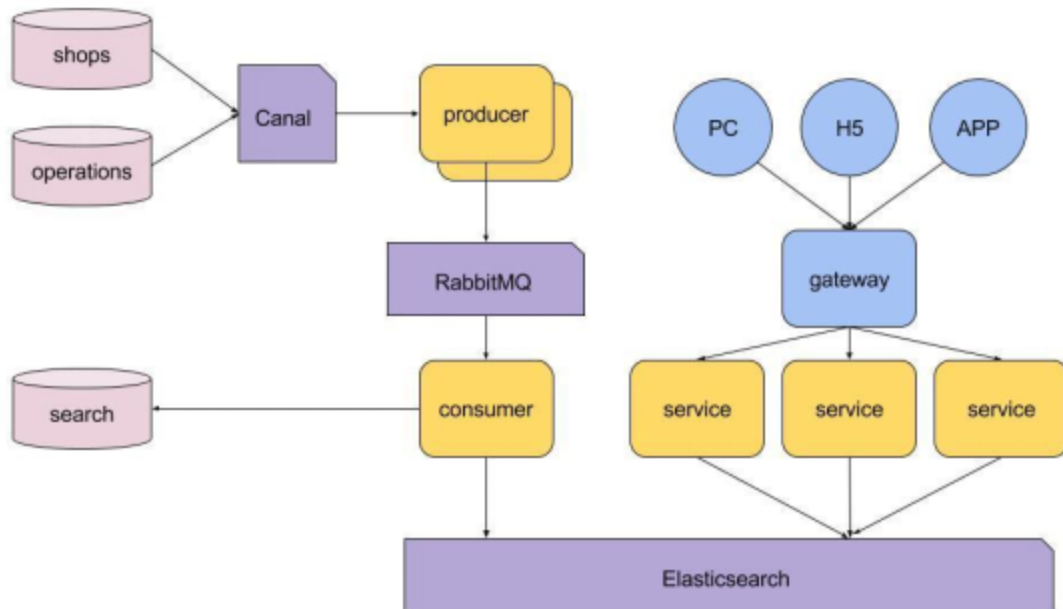 shops
operations
Canal
producer
RabbitMQ
search
consumer
PC
H5
APP
gateway
service
service
service
Elasticsearch